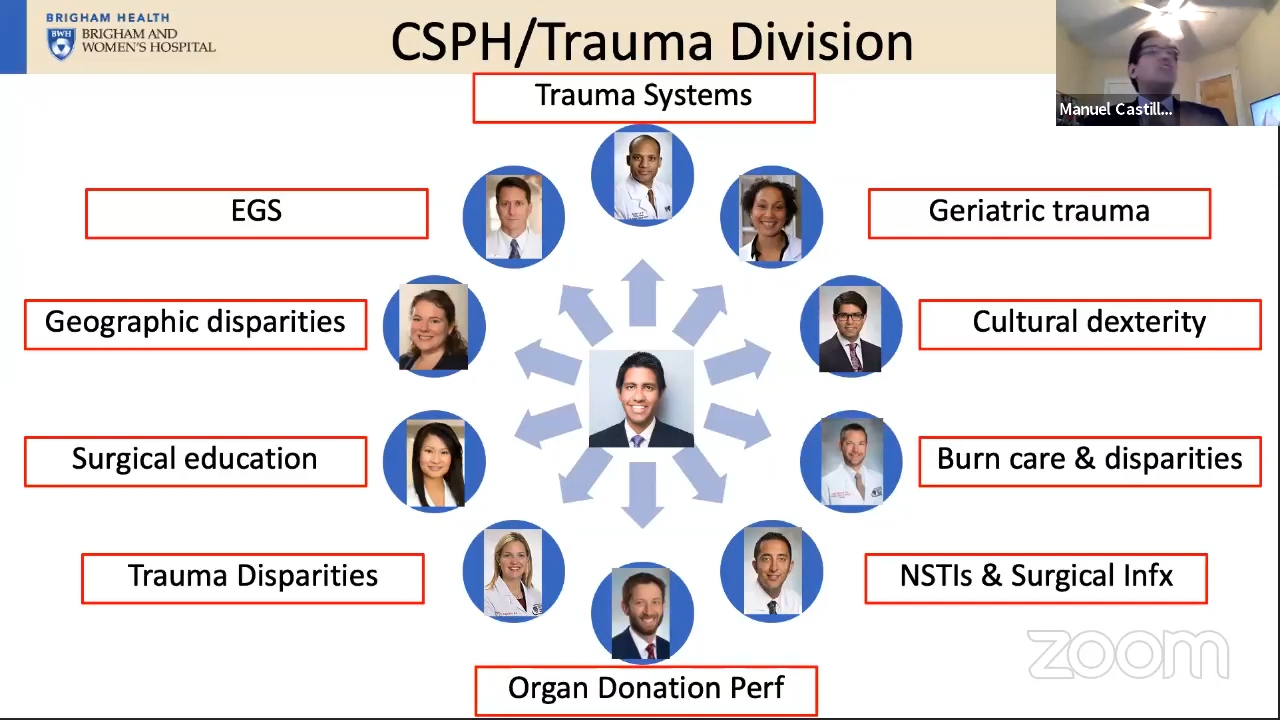 BRIGHAM HEALTH
BWH
BRIGHAM AND
WOMEN'S HOSPITAL
CSPH/Trauma Division
Manuel Castill...
Trauma Systems
EGS
Geriatric trauma
Geographic disparities
Cultural dexterity
Surgical education
Burn care & disparities
Trauma Disparities
NSTIs & Surgical Infx
Organ Donation Perf
zoom